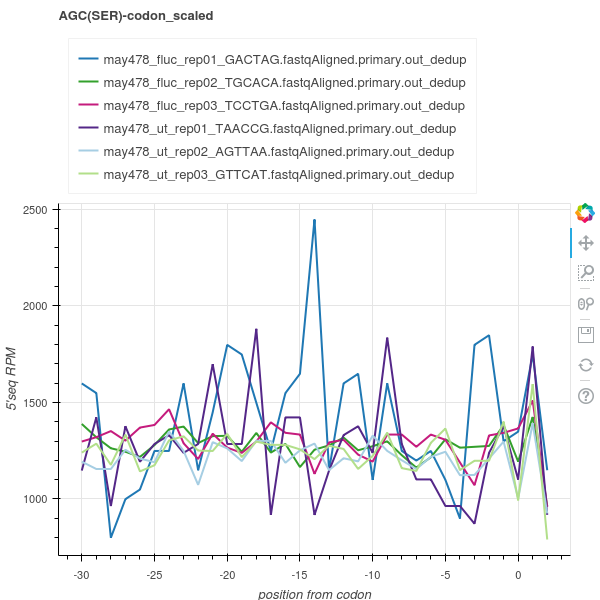 AGC(SER)-codon_scaled
may478_fluc_rep01_GACTAG.fastqAligned.primary.out_dedup
may478_fluc_rep02_TGCACA.fastqAligned.primary.out_dedup
may478_fluc_rep03_TCCTGA.fastqAligned.primary.out_dedup
may478_ut_rep01_TAACCG.fastqAligned.primary.out_dedup
may478_ut_rep02_AGTTAA.fastqAligned.primary.out_dedup
may478_ut_rep03_GTTCAT.fastqAligned.primary.out_dedup
2500
2000
1500
1000
5'seq RPM
-30 -25 -20 -15 -10 -5 0
position from codon